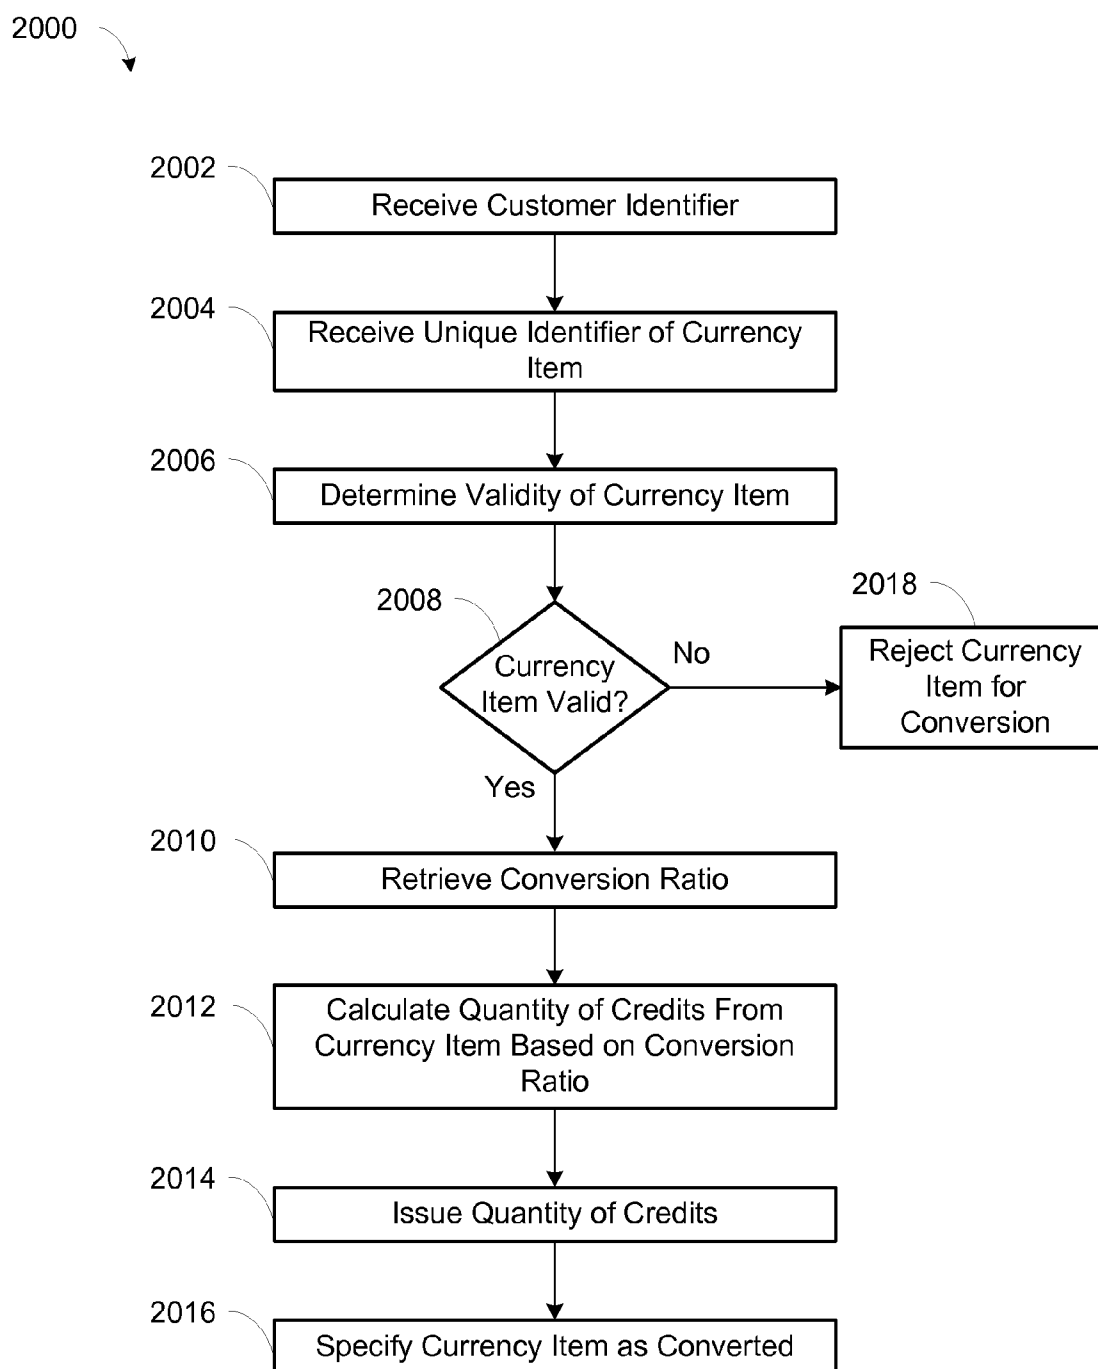 2000
2002
Receive Customer Identifier
2004
Receive Unique Identifier of Currency
Item
2006
Determine Validity of Currency Item
2008
Currency
Item Valid?
No
2018
Reject Currency
Item for
Conversion
Yes
2010
Retrieve Conversion Ratio
2012
Calculate Quantity of Credits From
Currency Item Based on Conversion
Ratio
2014
Issue Quantity of Credits
2016
Specify Currency Item as Converted